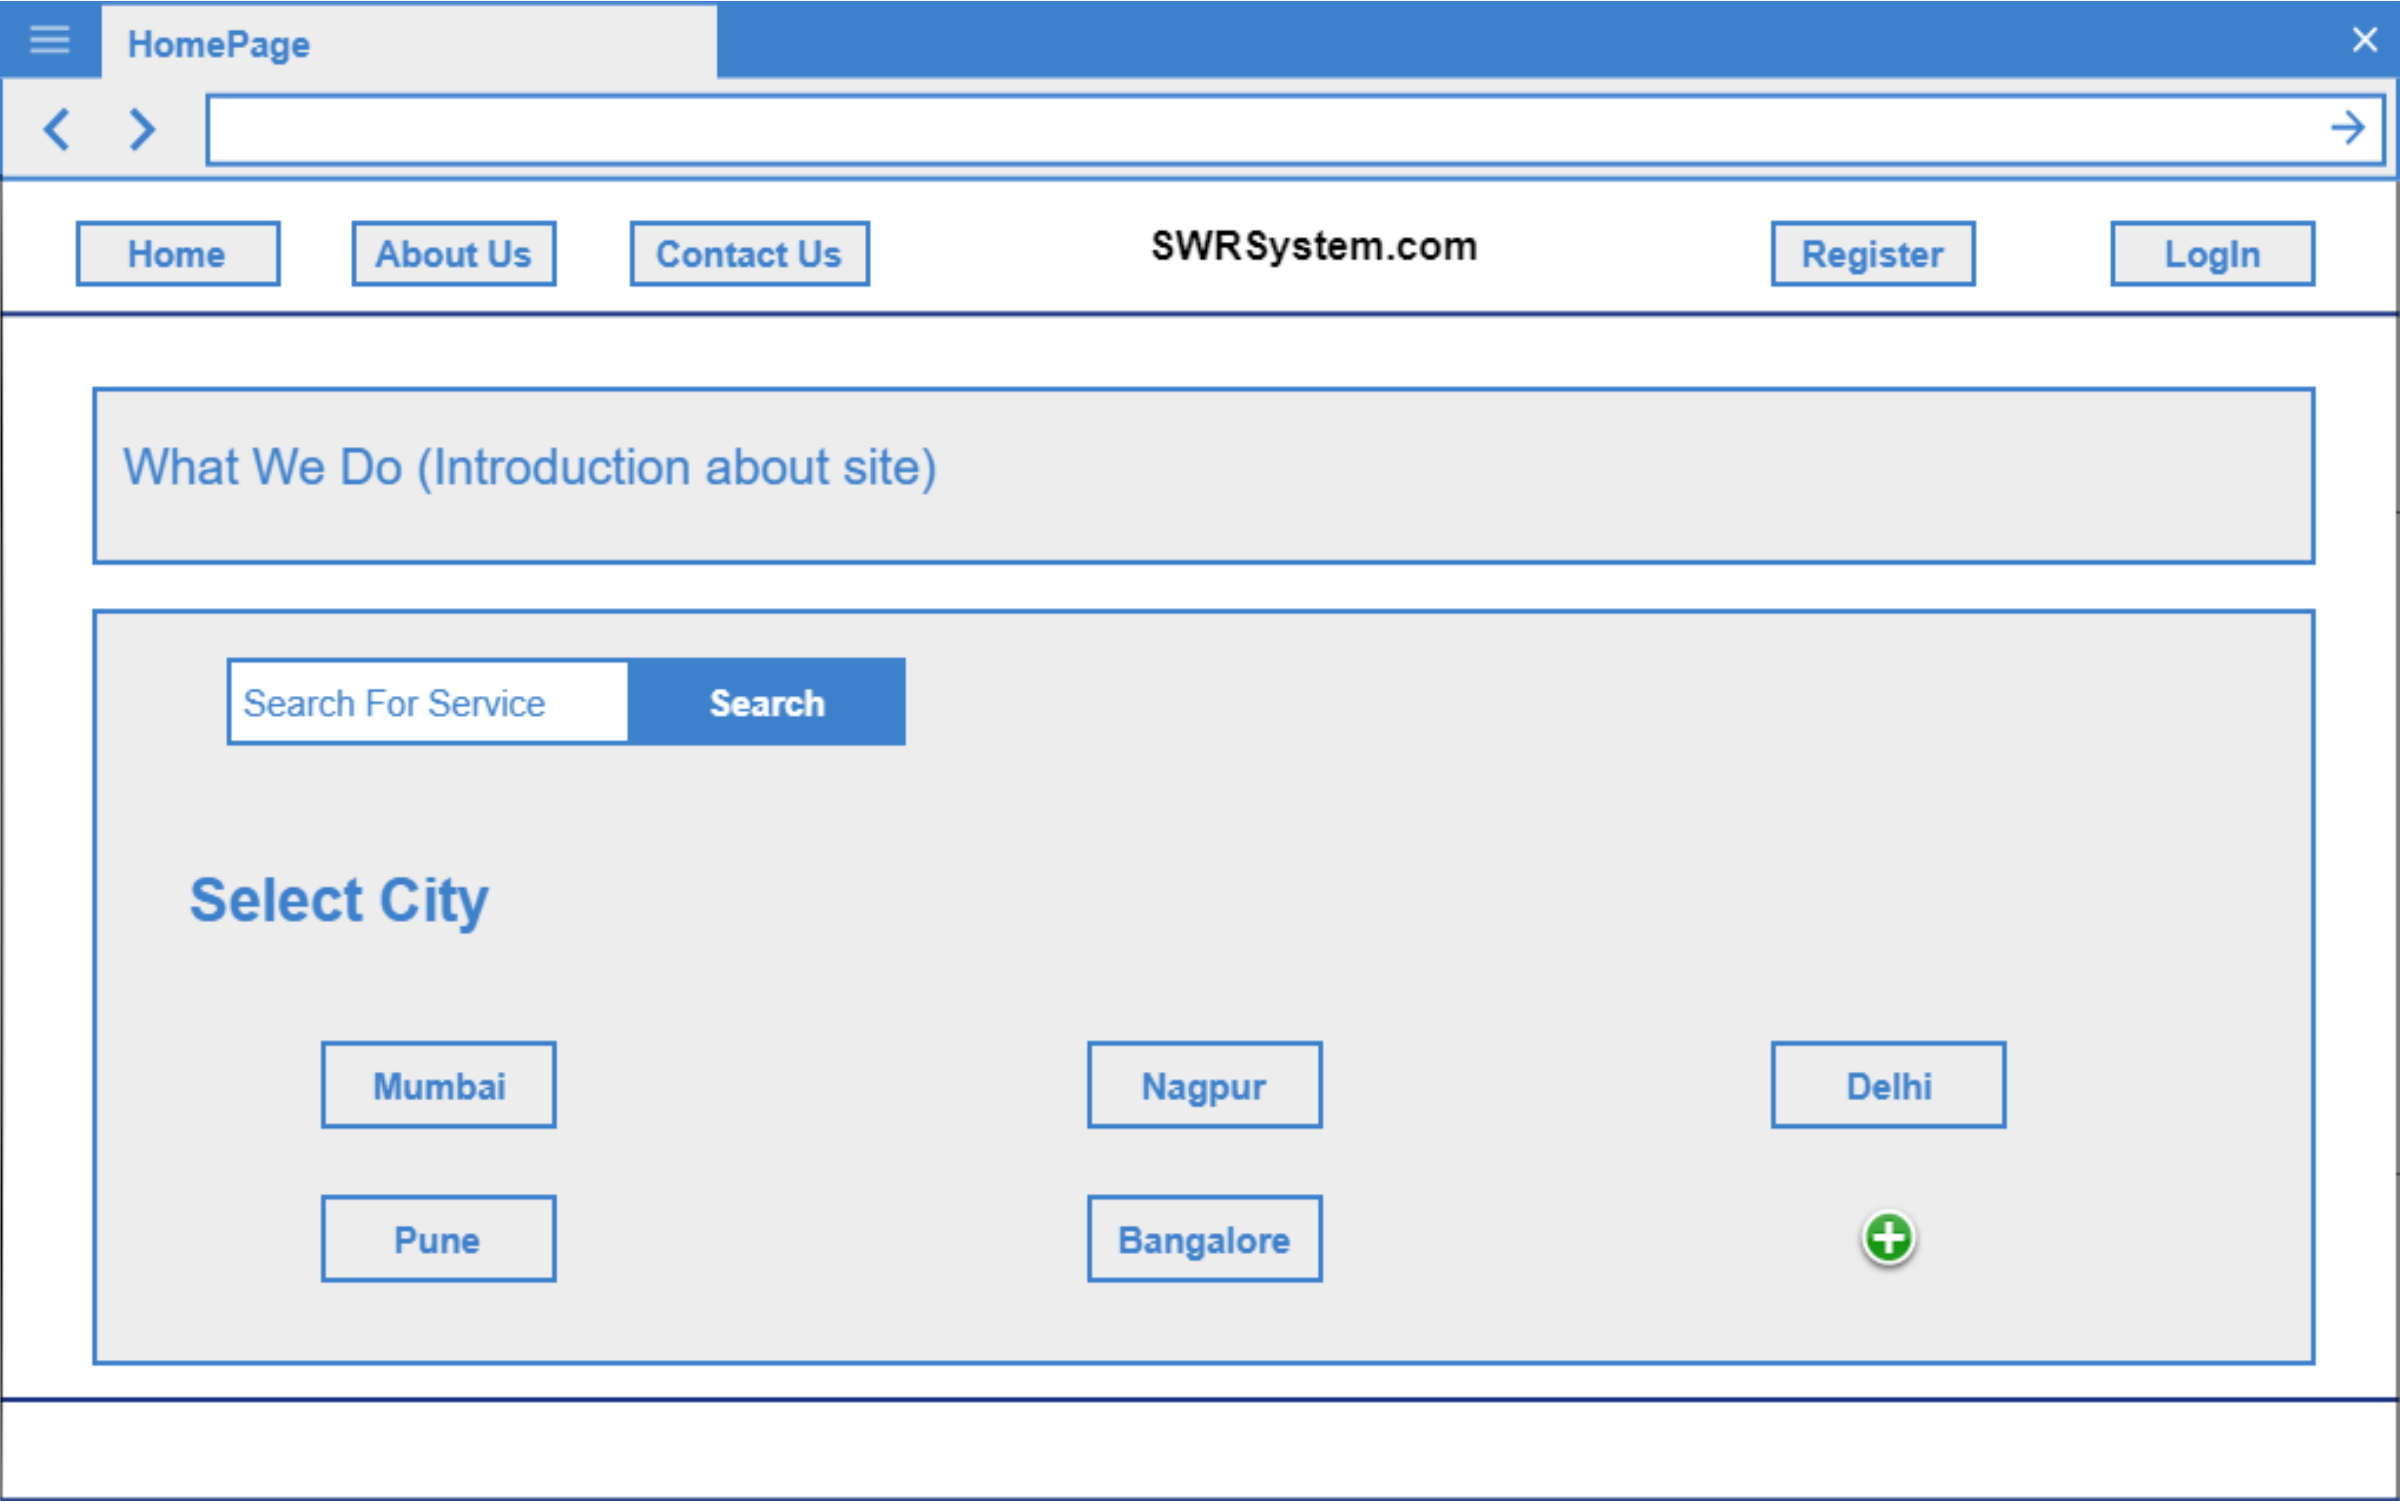 HomePage
Home About Us Contact Us SWRSystem.com Register LogIn
What We Do (Introduction about site)
Search For Service Search
Select City
Mumbai Nagpur Delhi
Pune Bangalore